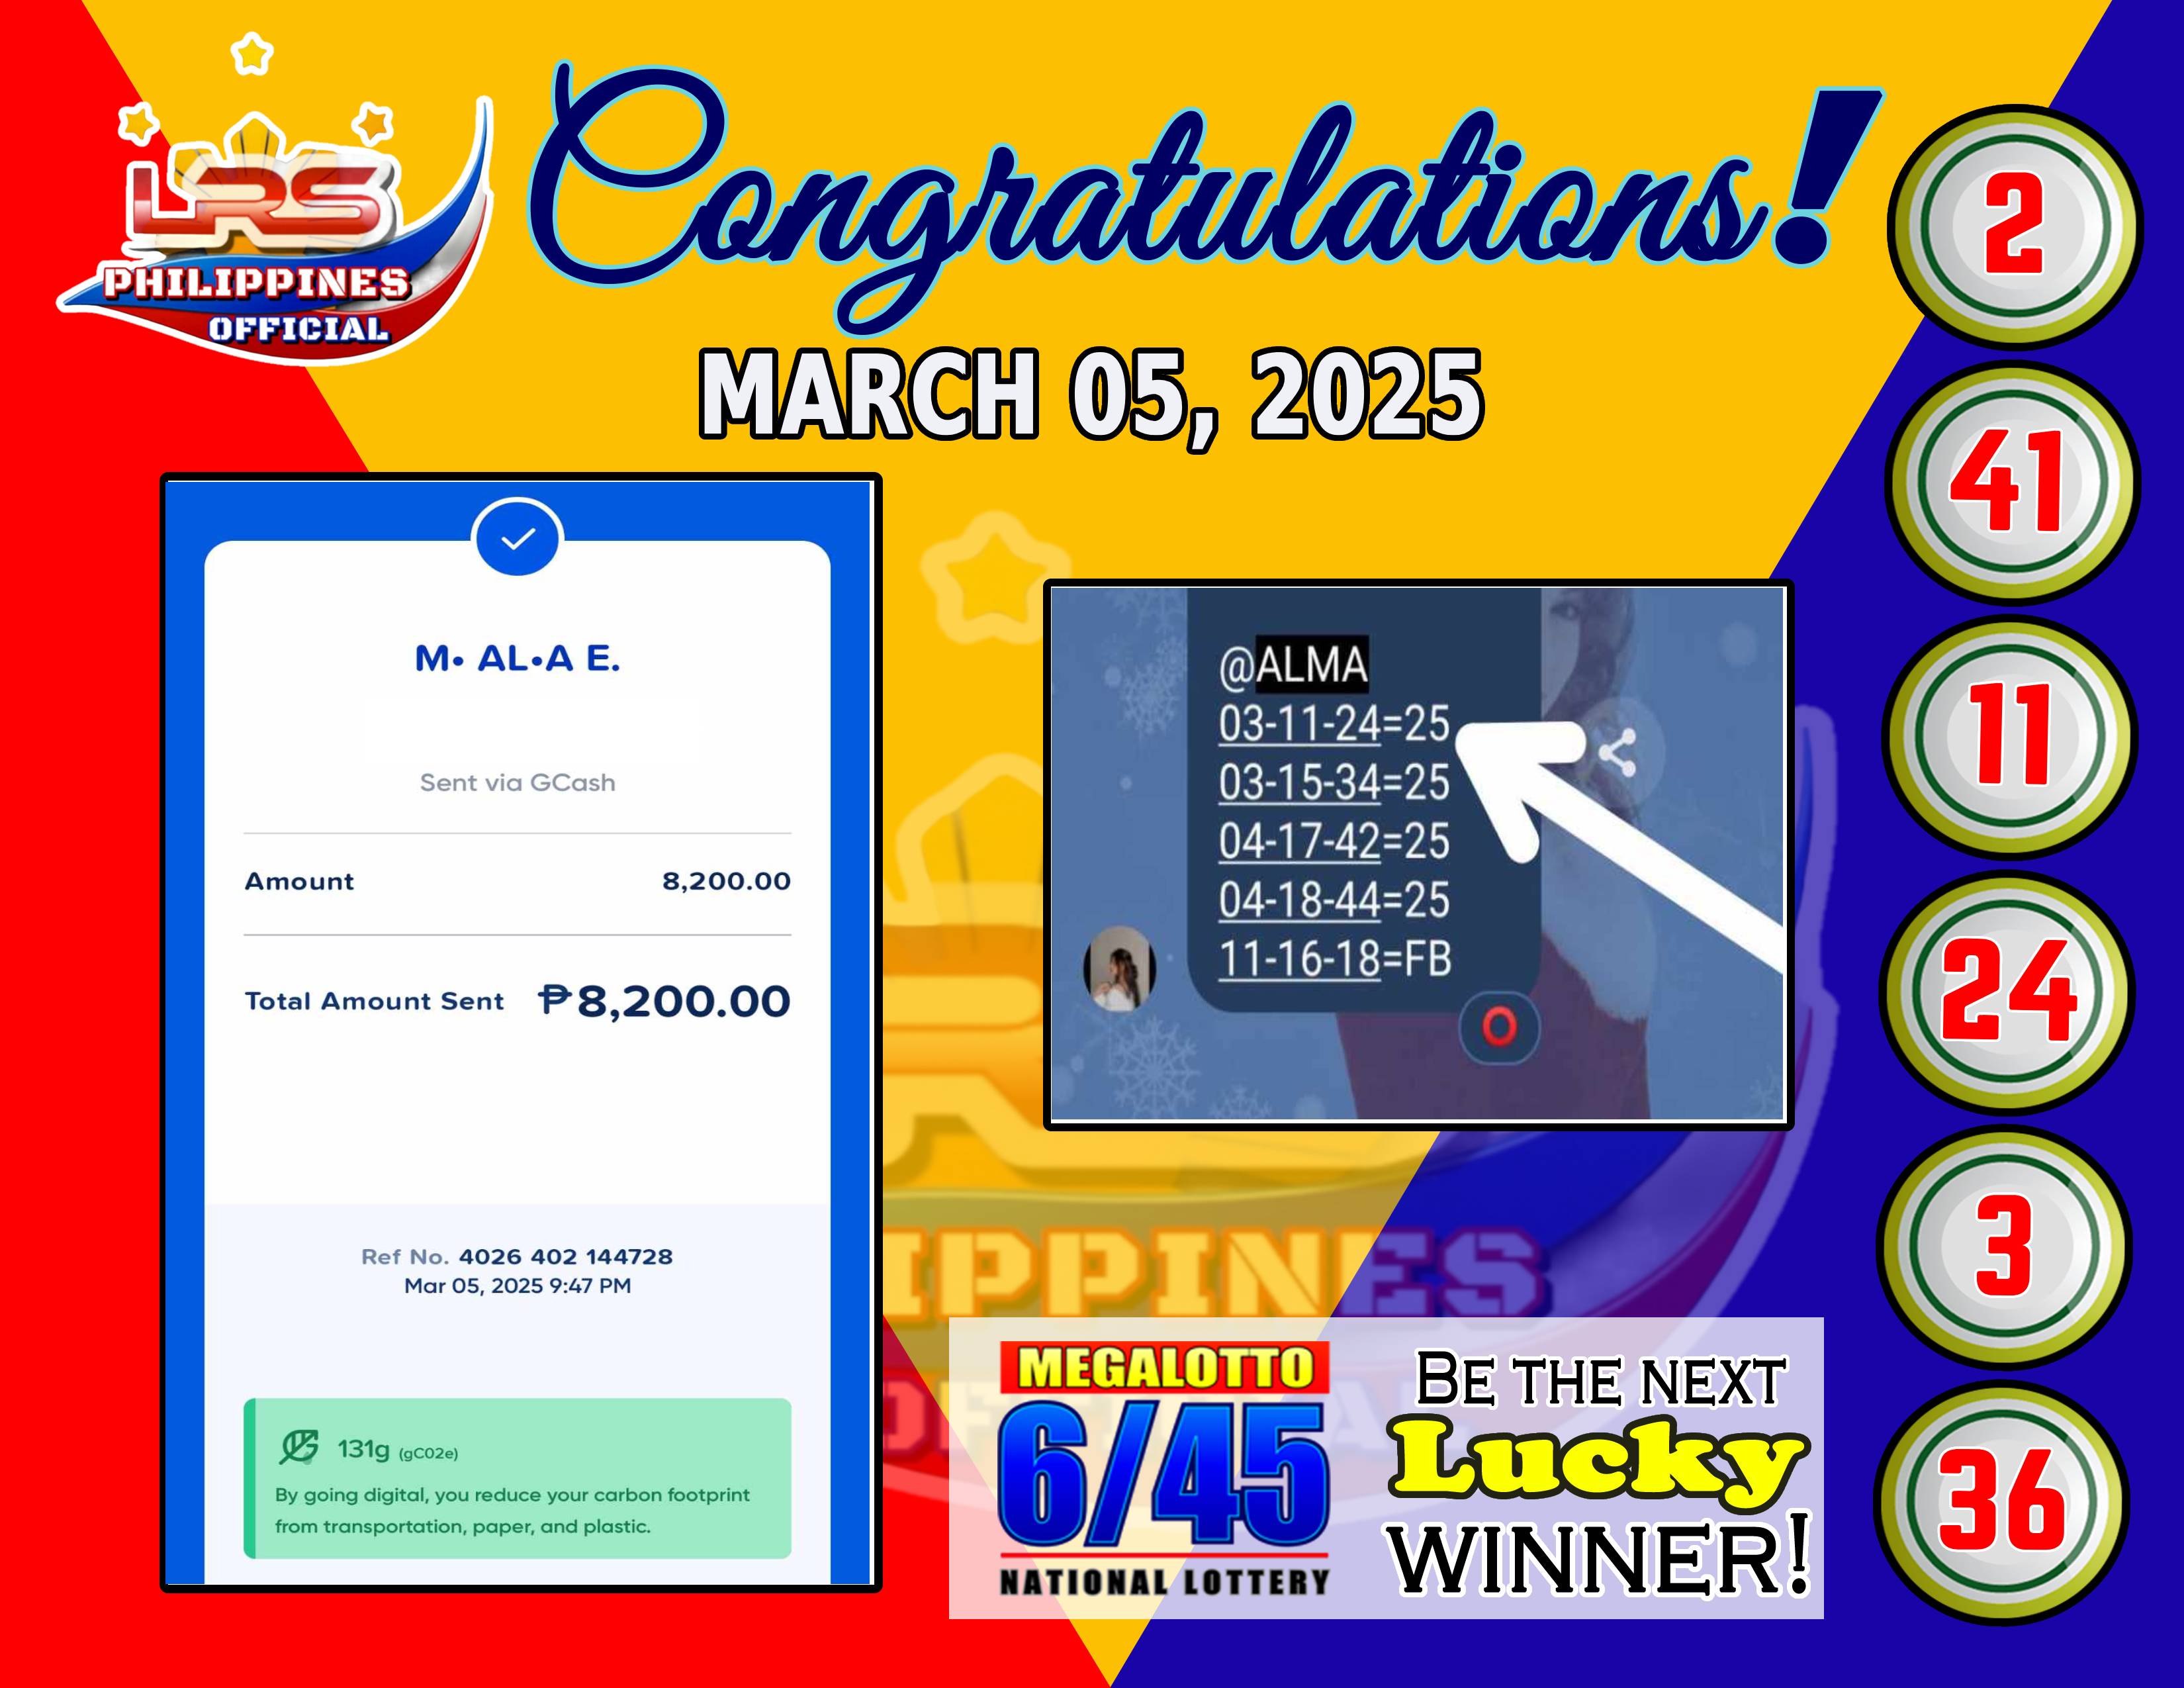 LRS
PHILIPPINES
OFFICIAL
Congratulations!
MARCH 05, 2025
M• AL•A E.
Sent via GCash
Amount 8,200.00
Total Amount Sent ₱8,200.00
Ref No. 4026 402 144728
Mar 05, 2025 9:47 PM
131g (gC02e)
By going digital, you reduce your carbon footprint
from transportation, paper, and plastic.
@ALMA
03-11-24=25
03-15-34=25
04-17-42=25
04-18-44=25
11-16-18=FB
IPPINES
MEGALOTTO
6/45
NATIONAL LOTTERY
BE THE NEXT
Lucky
WINNER!
2
41
11
24
3
36